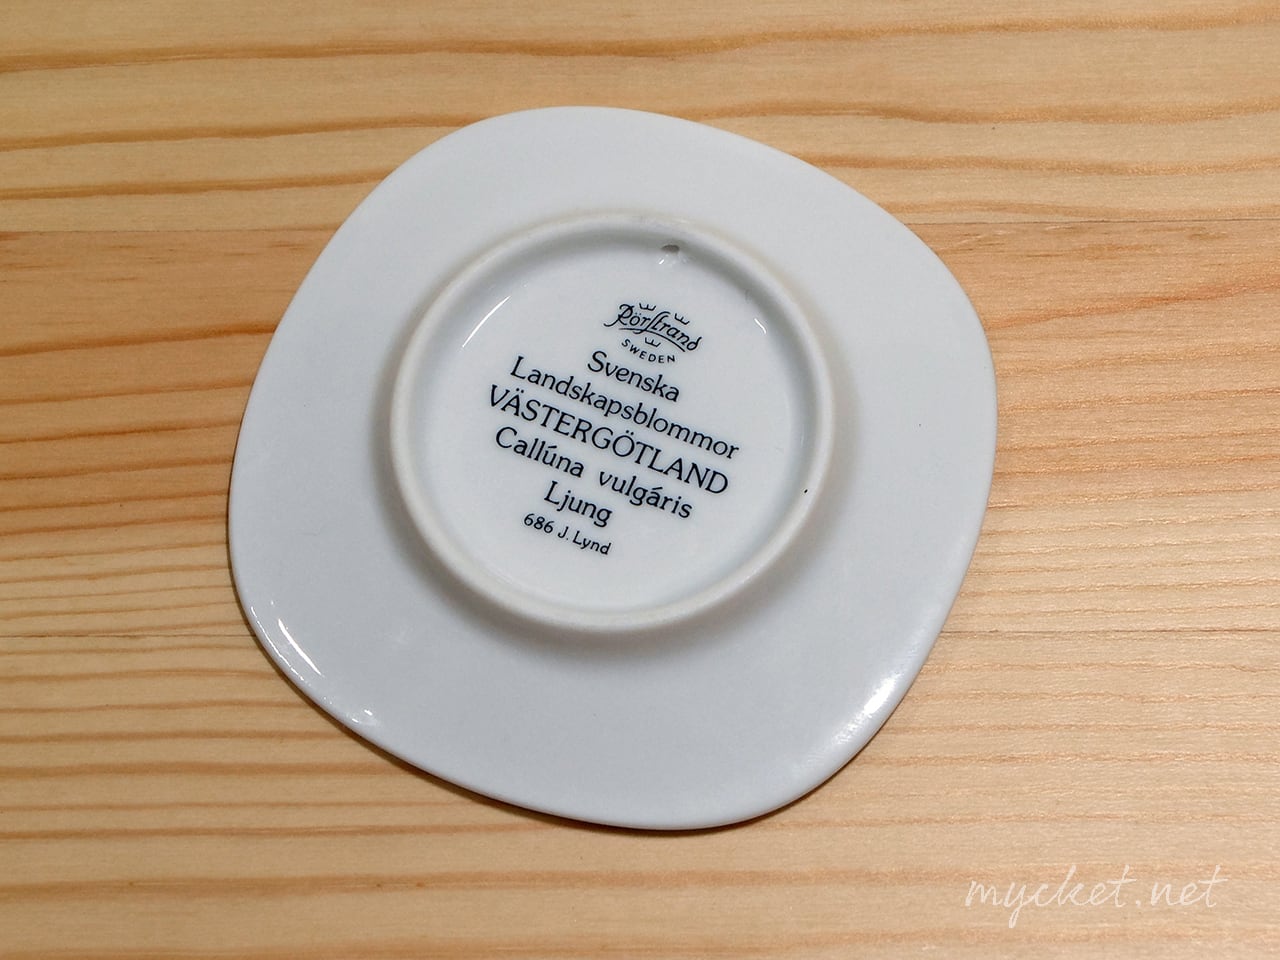 Rörstrand
SWEDEN
Svenska
Landskapsblommor
VÄSTERGÖTLAND
Callúna vulgáris
Ljung
686 J. Lynd
mycket.net